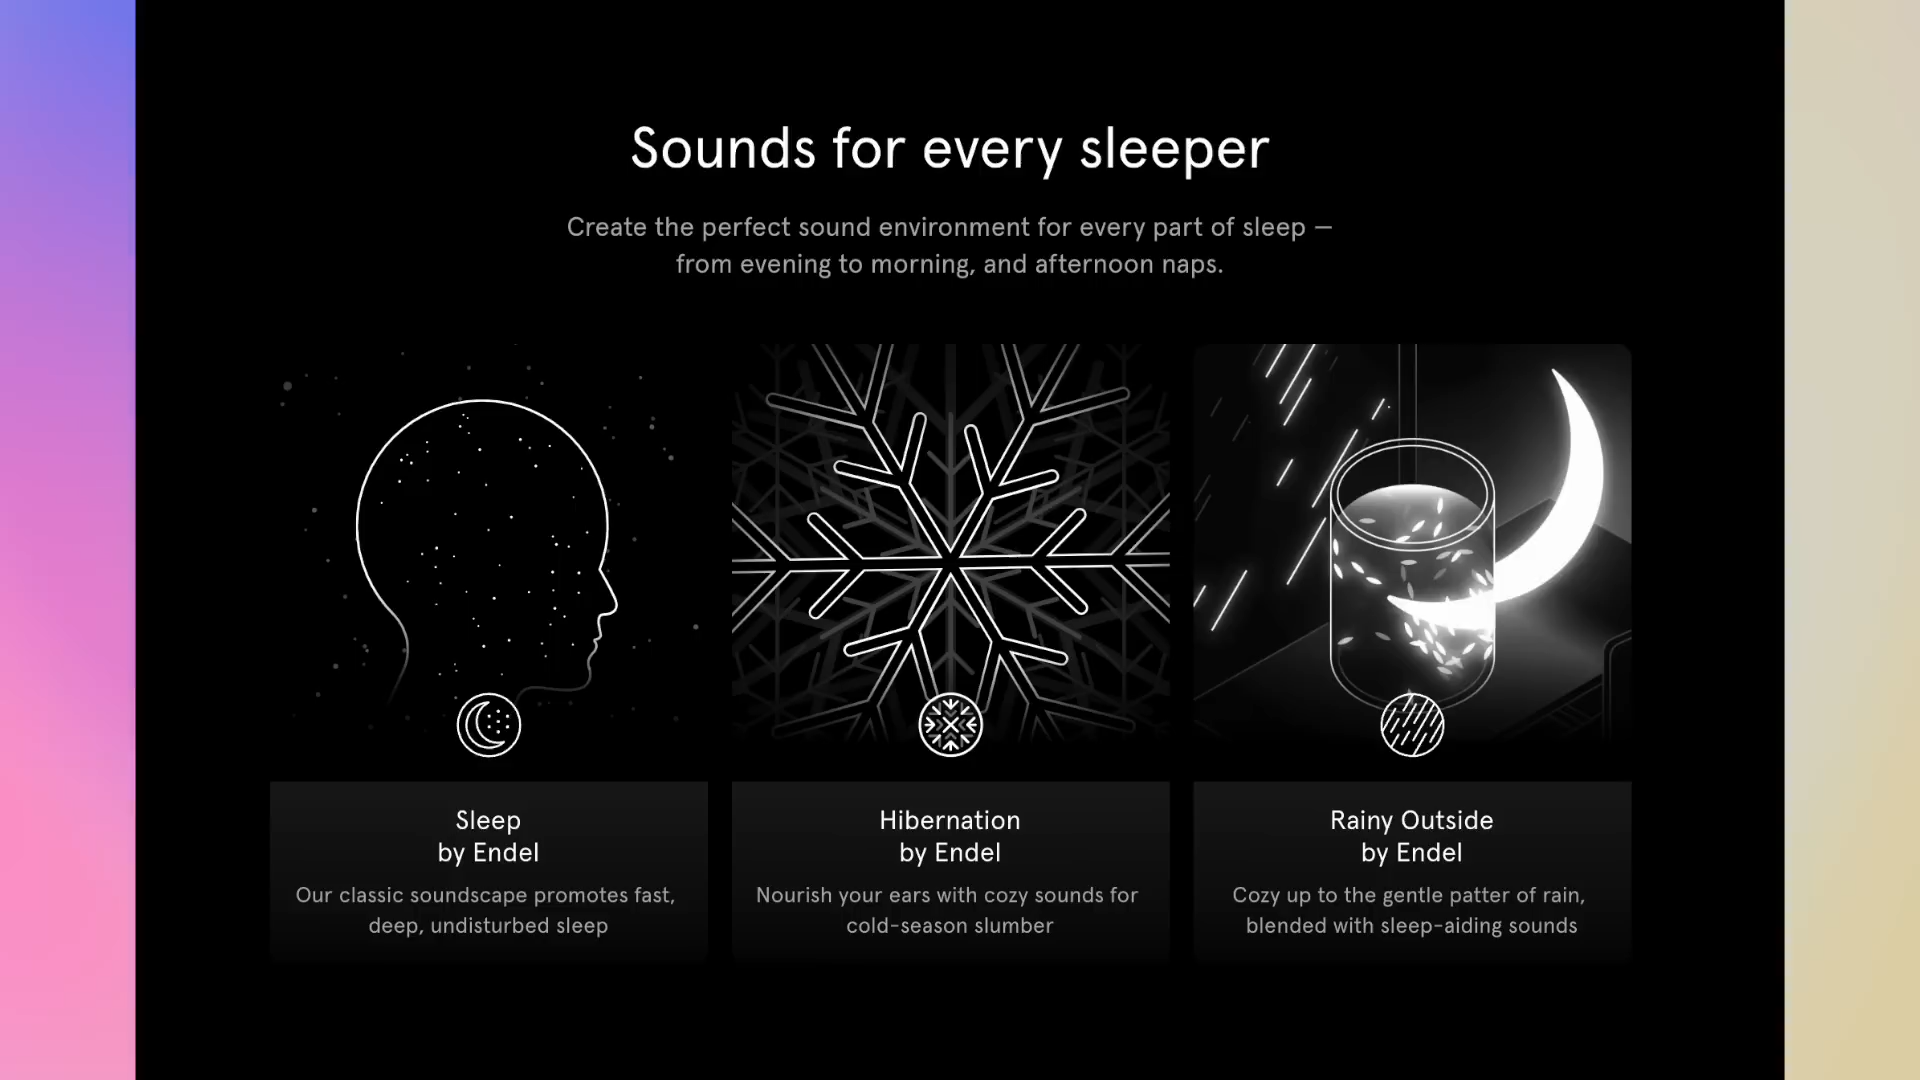 Sounds for every sleeper
Create the perfect sound environment for every part of sleep —
from evening to morning, and afternoon naps.
Sleep
by Endel
Our classic soundscape promotes fast,
deep, undisturbed sleep
Hibernation
by Endel
Nourish your ears with cozy sounds for
cold-season slumber
Rainy Outside
by Endel
Cozy up to the gentle patter of rain,
blended with sleep-aiding sounds